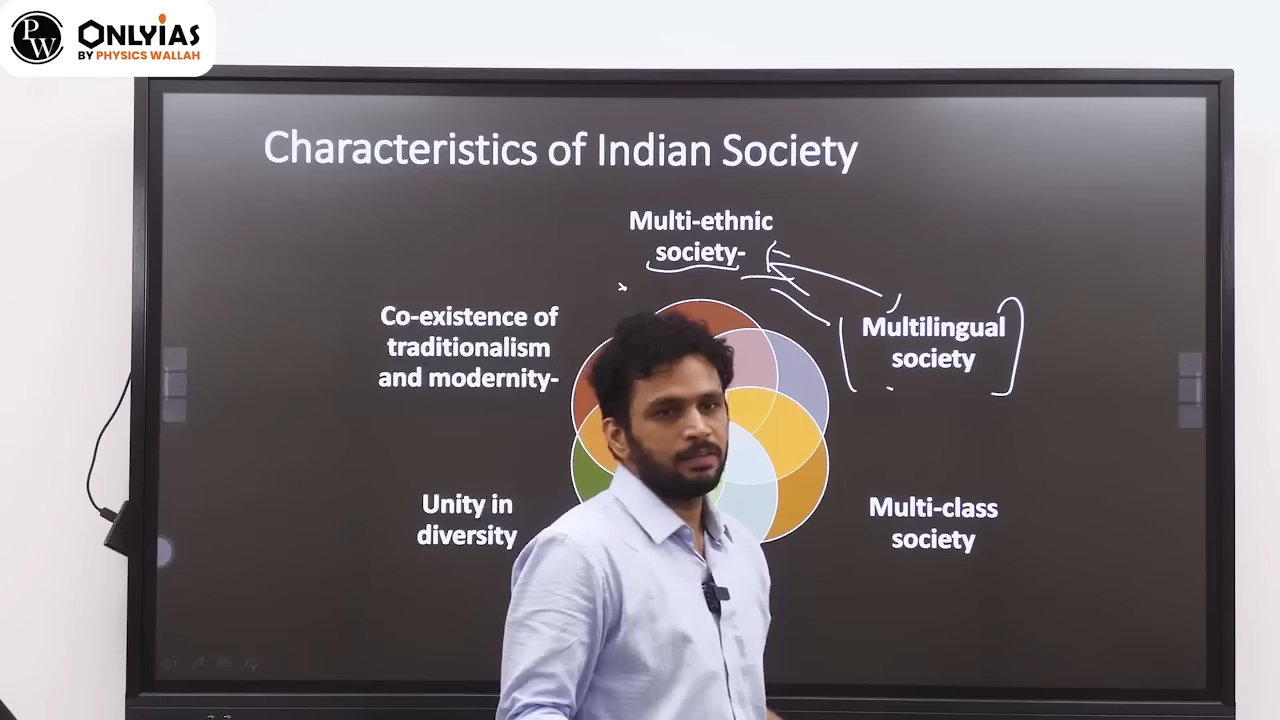 PW
ONLYIAS
BY PHYSICS WALLAH
Characteristics of Indian Society
Multi-ethnic
society-
Co-existence of
traditionalism
and modernity-
Multilingual
society
Unity in
diversity
Multi-class
society